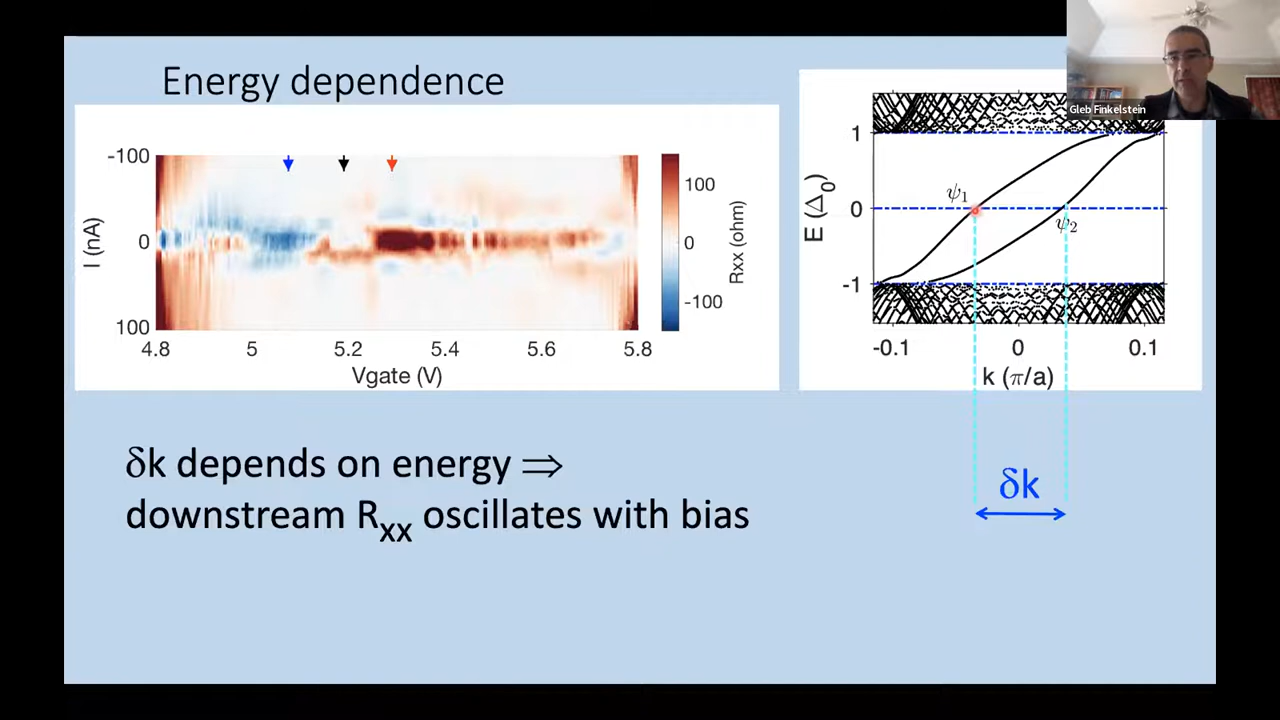 Energy dependence
Gleb Finkelstein
-100
0
100
I (nA)
4.8 5 5.2 5.4 5.6 5.8
Vgate (V)
100
0
-100
Rxx (ohm)
1
0
-1
E (Δ₀)
ψ₁
ψ₂
-0.1 0 0.1
k (π/a)
δk depends on energy ⇒
downstream Rxx oscillates with bias
δk